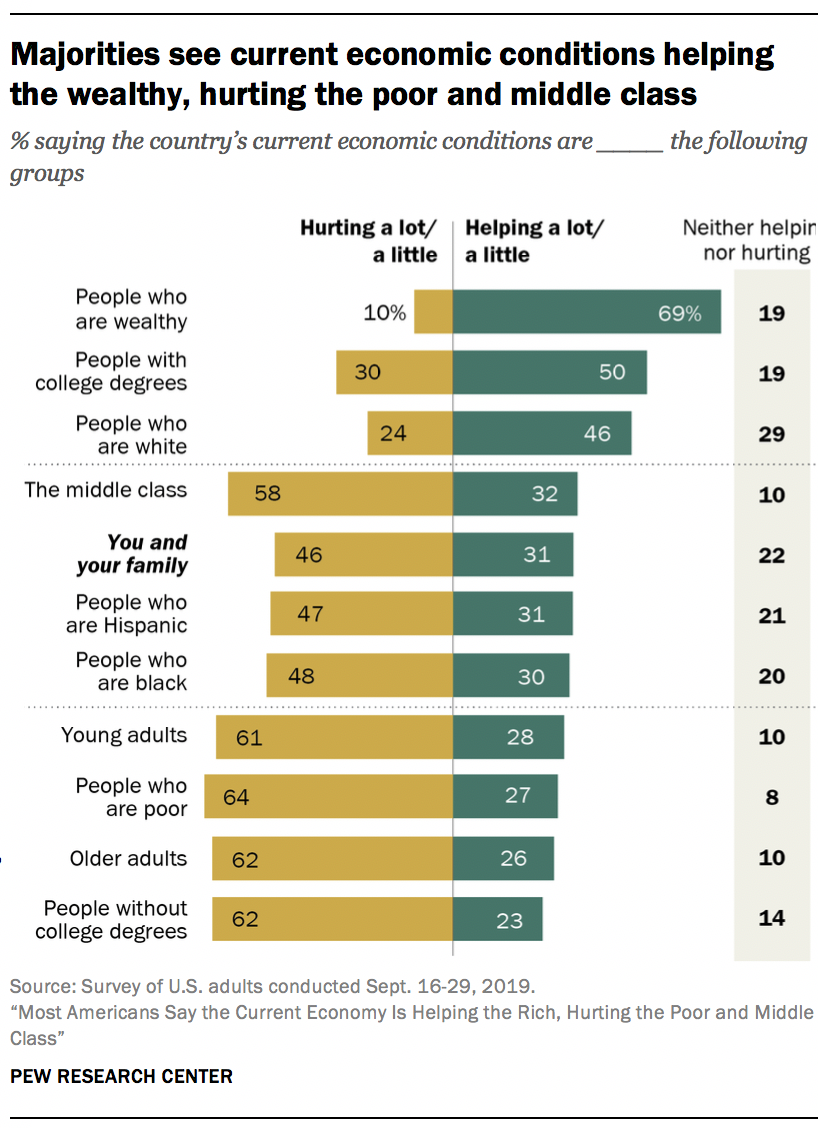 Majorities see current economic conditions helping
the wealthy, hurting the poor and middle class
% saying the country's current economic conditions are ____ the following
groups
Hurting a lot/
a little
Helping a lot/
a little
Neither helpin
nor hurting
People who
are wealthy
10% 69% 19
People with
college degrees
30 50 19
People who
are white
24 46 29
The middle class 58 32 10
You and
your family
46 31 22
People who
are Hispanic
47 31 21
People who
are black
48 30 20
Young adults 61 28 10
People who
are poor
64 27 8
Older adults 62 26 10
People without
college degrees
62 23 14
Source: Survey of U.S. adults conducted Sept. 16-29, 2019.
“Most Americans Say the Current Economy Is Helping the Rich, Hurting the Poor and Middle
Class”
PEW RESEARCH CENTER